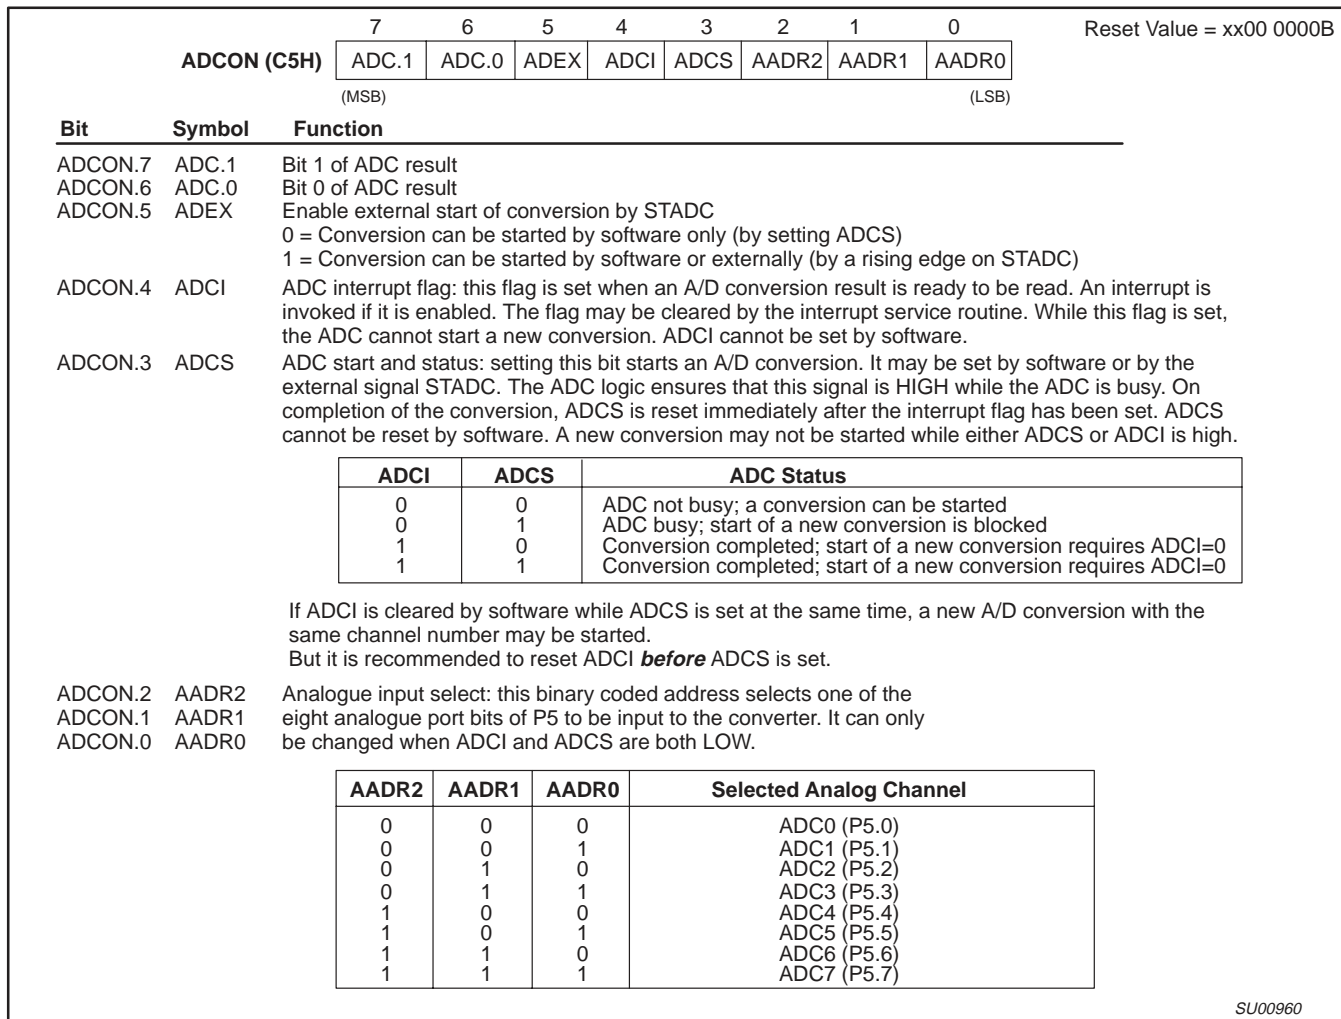 7 6 5 4 3 2 1 0 Reset Value = xx00 0000B
ADCON (C5H) ADC.1 ADC.0 ADEX ADCI ADCS AADR2 AADR1 AADR0
(MSB) (LSB)
Bit Symbol Function
ADCON.7 ADC.1 Bit 1 of ADC result
ADCON.6 ADC.0 Bit 0 of ADC result
ADCON.5 ADEX Enable external start of conversion by STADC
0 = Conversion can be started by software only (by setting ADCS)
1 = Conversion can be started by software or externally (by a rising edge on STADC)
ADCON.4 ADCI ADC interrupt flag: this flag is set when an A/D conversion result is ready to be read. An interrupt is
invoked if it is enabled. The flag may be cleared by the interrupt service routine. While this flag is set,
the ADC cannot start a new conversion. ADCI cannot be set by software.
ADCON.3 ADCS ADC start and status: setting this bit starts an A/D conversion. It may be set by software or by the
external signal STADC. The ADC logic ensures that this signal is HIGH while the ADC is busy. On
completion of the conversion, ADCS is reset immediately after the interrupt flag has been set. ADCS
cannot be reset by software. A new conversion may not be started while either ADCS or ADCI is high.
ADCI ADCS ADC Status
0 0 ADC not busy; a conversion can be started
0 1 ADC busy; start of a new conversion is blocked
1 0 Conversion completed; start of a new conversion requires ADCI=0
1 1 Conversion completed; start of a new conversion requires ADCI=0
If ADCI is cleared by software while ADCS is set at the same time, a new A/D conversion with the
same channel number may be started.
But it is recommended to reset ADCI before ADCS is set.
ADCON.2 AADR2 Analogue input select: this binary coded address selects one of the
ADCON.1 AADR1 eight analogue port bits of P5 to be input to the converter. It can only
ADCON.0 AADR0 be changed when ADCI and ADCS are both LOW.
AADR2 AADR1 AADR0 Selected Analog Channel
0 0 0 ADC0 (P5.0)
0 0 1 ADC1 (P5.1)
0 1 0 ADC2 (P5.2)
0 1 1 ADC3 (P5.3)
1 0 0 ADC4 (P5.4)
1 0 1 ADC5 (P5.5)
1 1 0 ADC6 (P5.6)
1 1 1 ADC7 (P5.7)
SU00960